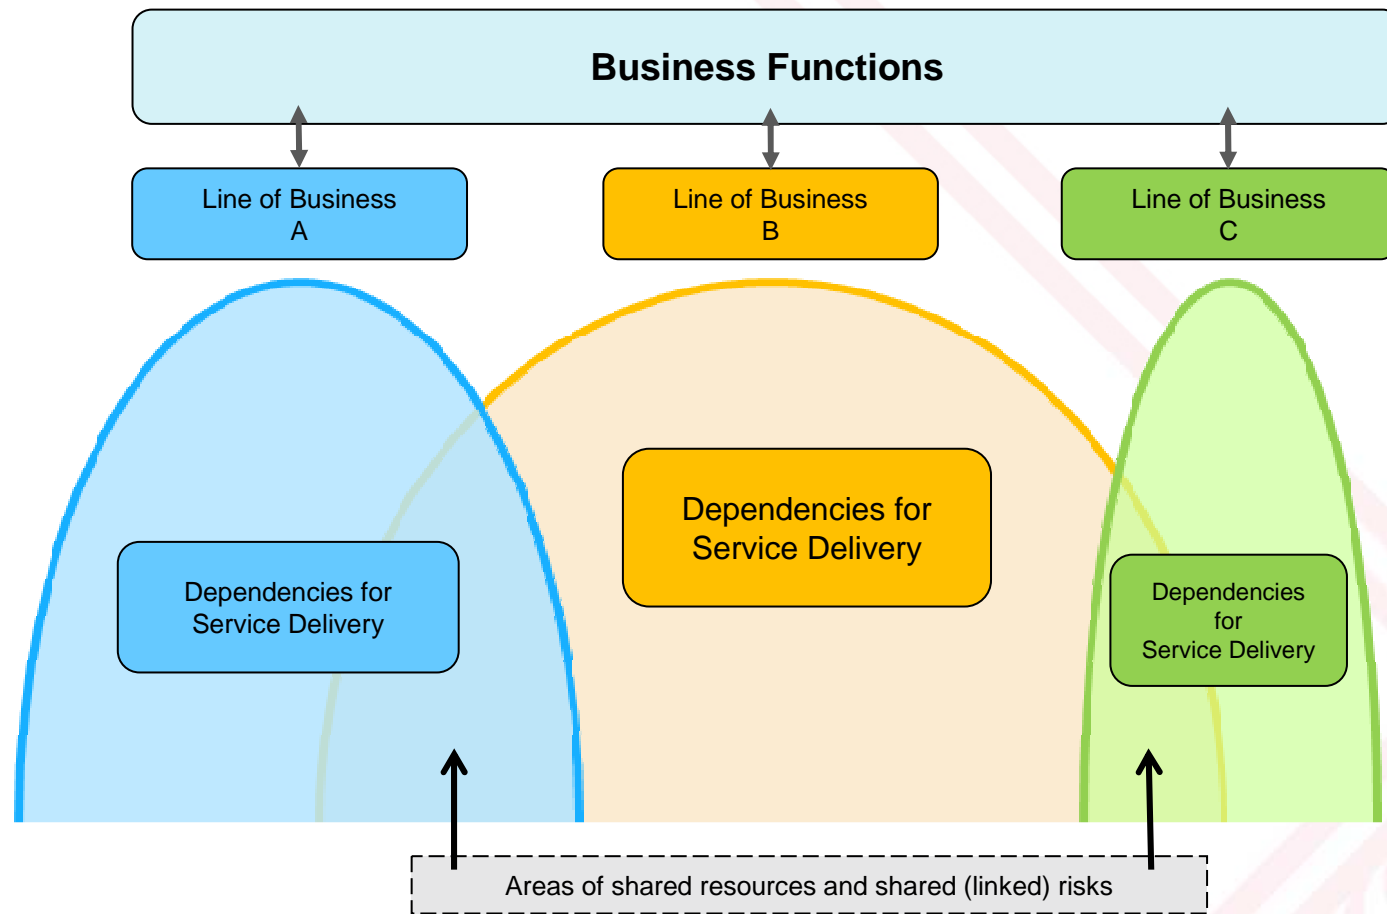 Business Functions
Line of Business
A
Line of Business
B
Line of Business
C
Dependencies for
Service Delivery
Dependencies for
Service Delivery
Dependencies
for
Service Delivery
Areas of shared resources and shared (linked) risks